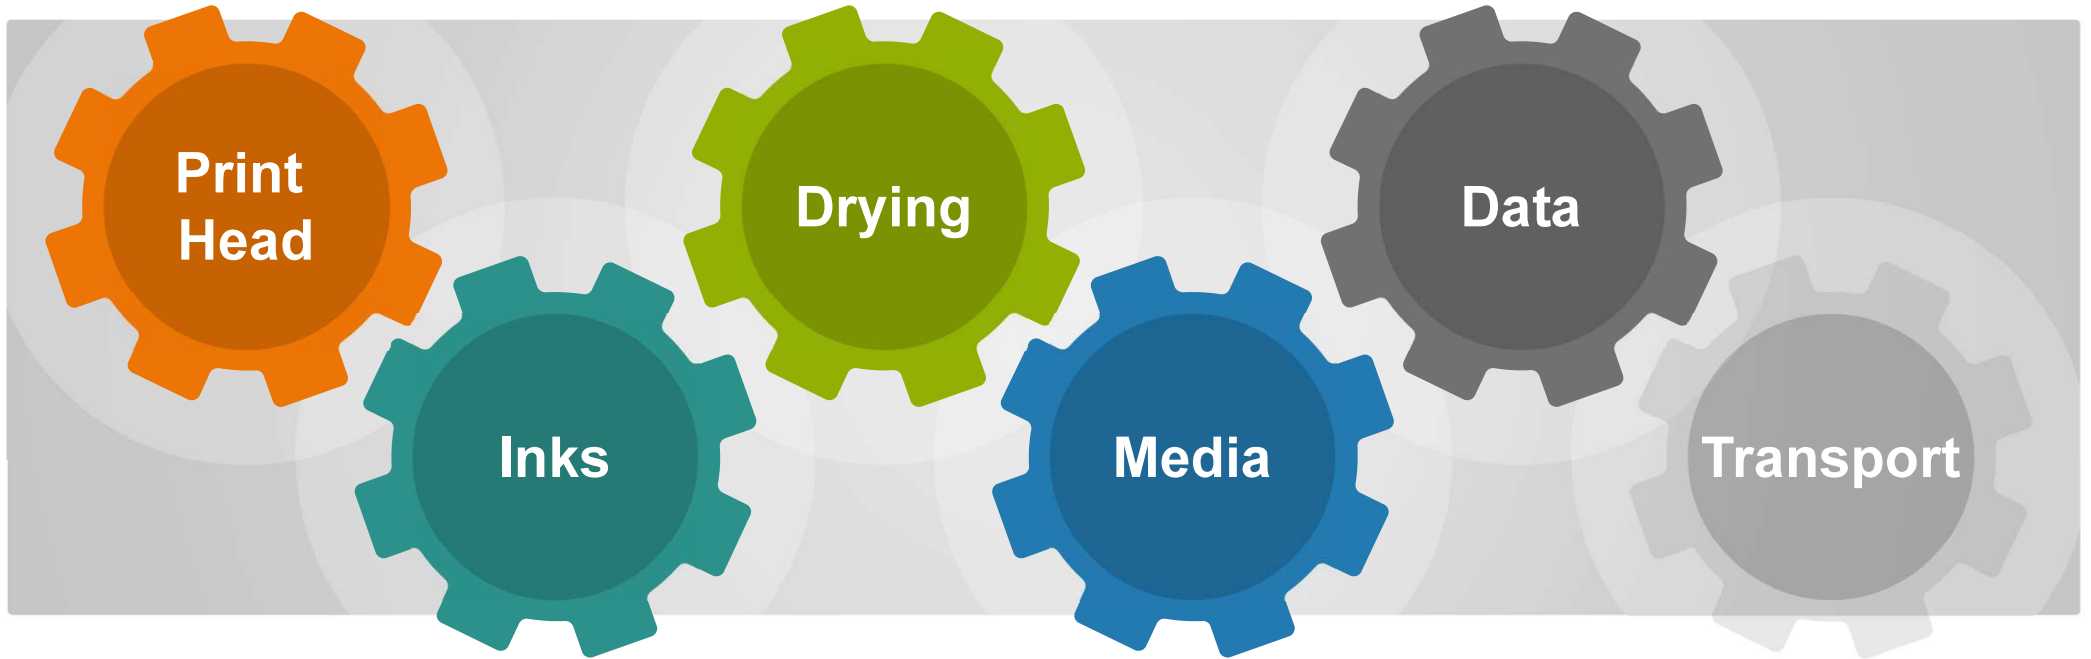 Print
Head
Inks
Drying
Media
Data
Transport